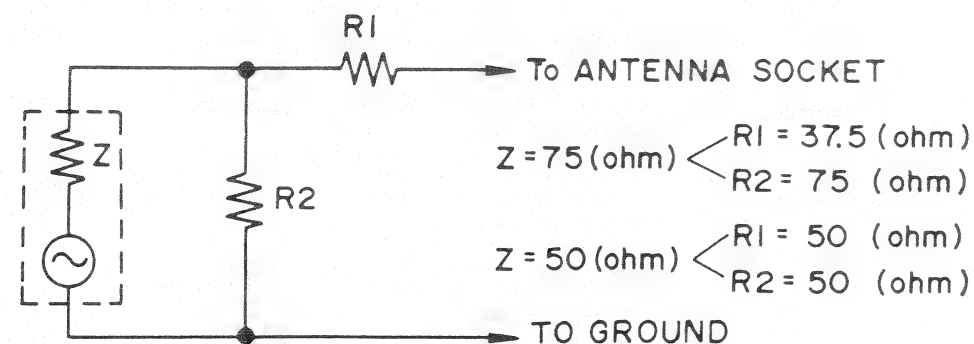 R1
To ANTENNA SOCKET
Z
R2
Z = 75 (ohm)
R1 = 37.5 (ohm)
R2 = 75 (ohm)
Z = 50 (ohm)
R1 = 50 (ohm)
R2 = 50 (ohm)
TO GROUND